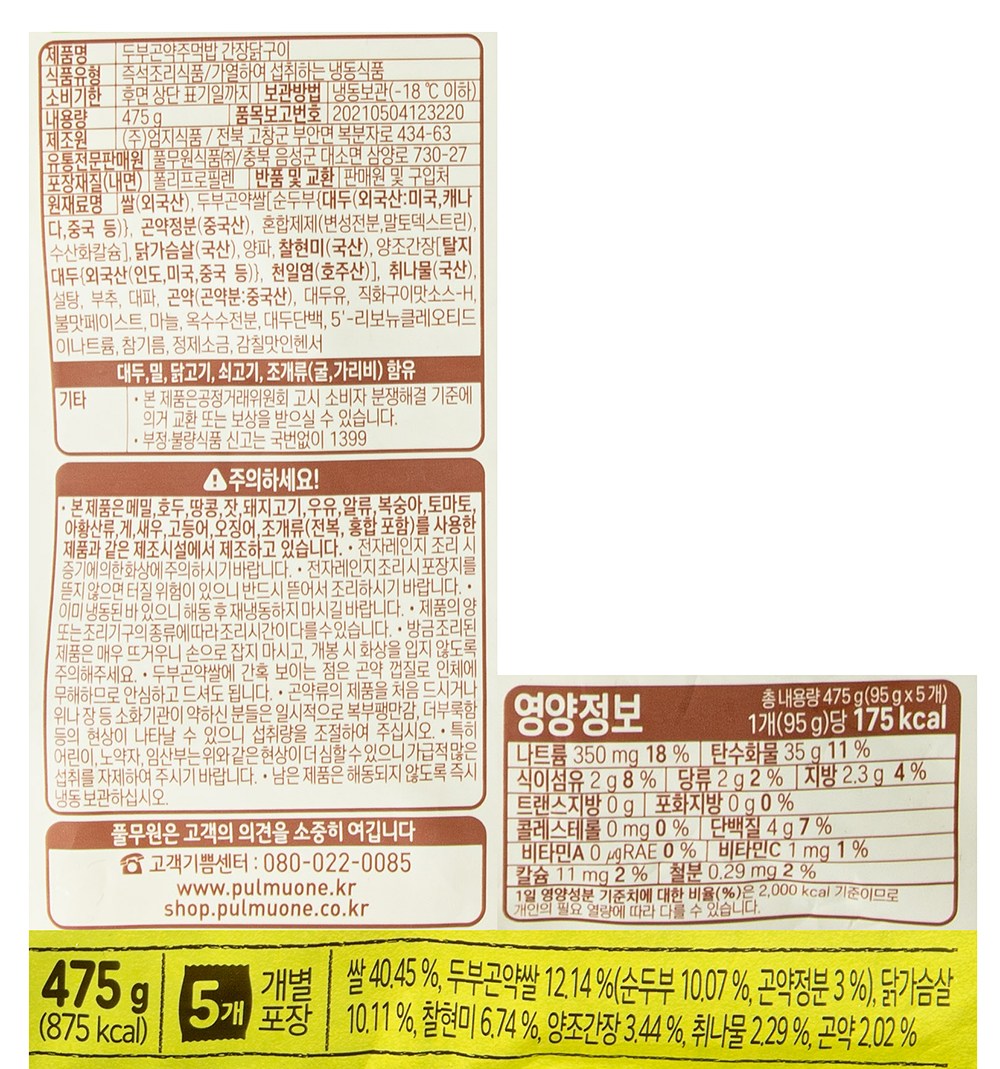 제품명 두부곤약주먹밥 간장닭구이
식품유형 즉석조리식품/가열하여 섭취하는 냉동식품
소비기한 후면 상단 표기일까지 보관방법 냉동보관(-18 ℃ 이하)
내용량 475 g 품목보고번호 20210504123220
제조원 (주)엄지식품 / 전북 고창군 부안면 복분자로 434-63
유통전문판매원 풀무원식품㈜/충북 음성군 대소면 삼양로 730-27
포장재질(내면) 폴리프로필렌 반품 및 교환 판매원 및 구입처
원재료명 쌀(외국산), 두부곤약쌀[순두부{대두(외국산:미국,캐나
다,중국 등)}, 곤약정분(중국산), 혼합제제(변성전분,말토덱스트린),
수산화칼슘], 닭가슴살(국산), 양파, 찰현미(국산), 양조간장[탈지
대두{외국산(인도,미국,중국 등)}, 천일염(호주산)], 취나물(국산),
설탕, 부추, 대파, 곤약(곤약분:중국산), 대두유, 직화구이맛소스-H,
불맛페이스트, 마늘, 옥수수전분, 대두단백, 5'-리보뉴클레오티드
이나트륨, 참기름, 정제소금, 감칠맛인핸서
대두,밀, 닭고기, 쇠고기, 조개류(굴,가리비) 함유
기타 • 본 제품은공정거래위원회 고시 소비자 분쟁해결 기준에
의거 교환 또는 보상을 받으실 수 있습니다.
• 부정·불량식품 신고는 국번없이 1399
주의하세요!
• 본 제품은 메밀, 호두, 땅콩, 잣, 돼지고기, 우유, 알류, 복숭아, 토마토,
아황산류, 게, 새우, 고등어, 오징어, 조개류(전복, 홍합 포함)를 사용한
제품과 같은 제조시설에서 제조하고 있습니다. • 전자레인지 조리 시
증기에의한화상에주의하시기바랍니다. • 전자레인지조리시포장지를
뜯지 않으면 터질 위험이 있으니 반드시 뜯어서 조리하시기 바랍니다. •
이미 냉동된 바 있으니 해동 후 재냉동하지 마시길 바랍니다. • 제품의 양
또는조리기구의종류에따라조리시간이다를수있습니다. • 방금조리된
제품은 매우 뜨거우니 손으로 잡지 마시고, 개봉 시 화상을 입지 않도록
주의해주세요. • 두부곤약쌀에 간혹 보이는 점은 곤약 껍질로 인체에
무해하므로 안심하고 드셔도 됩니다. • 곤약류의 제품을 처음 드시거나
위나 장 등 소화기관이 약하신 분들은 일시적으로 복부팽만감, 더부룩함
등의 현상이 나타날 수 있으니 섭취량을 조절하여 주십시오. • 특히
어린이, 노약자, 임산부는 위와 같은 현상이 더 심할 수 있으니 가급적 많은
섭취를 자제하여 주시기 바랍니다. • 남은 제품은 해동되지 않도록 즉시
냉동 보관하십시오.
풀무원은 고객의 의견을 소중히 여깁니다
고객기쁨센터 : 080-022-0085
www.pulmuone.kr
shop.pulmuone.co.kr
영양정보 총 내용량 475 g(95 g x 5 개)
1개(95 g)당 175 kcal
나트륨 350 mg 18 % 탄수화물 35 g 11 %
식이섬유 2 g 8 % 당류 2 g 2 % 지방 2.3 g 4 %
트랜스지방 0 g 포화지방 0 g 0 %
콜레스테롤 0 mg 0 % 단백질 4 g 7 %
비타민A 0 ㎍RAE 0 % 비타민C 1 mg 1 %
칼슘 11 mg 2 % 철분 0.29 mg 2 %
1일 영양성분 기준치에 대한 비율(%)은 2,000 kcal 기준이므로
개인의 필요 열량에 따라 다를 수 있습니다.
475 g
(875 kcal)
5개
개별
포장
쌀 40.45 %, 두부곤약쌀 12.14 %(순두부 10.07 %, 곤약정분 3 %), 닭가슴살
10.11 %, 찰현미 6.74 %, 양조간장 3.44 %, 취나물 2.29 %, 곤약 2.02 %